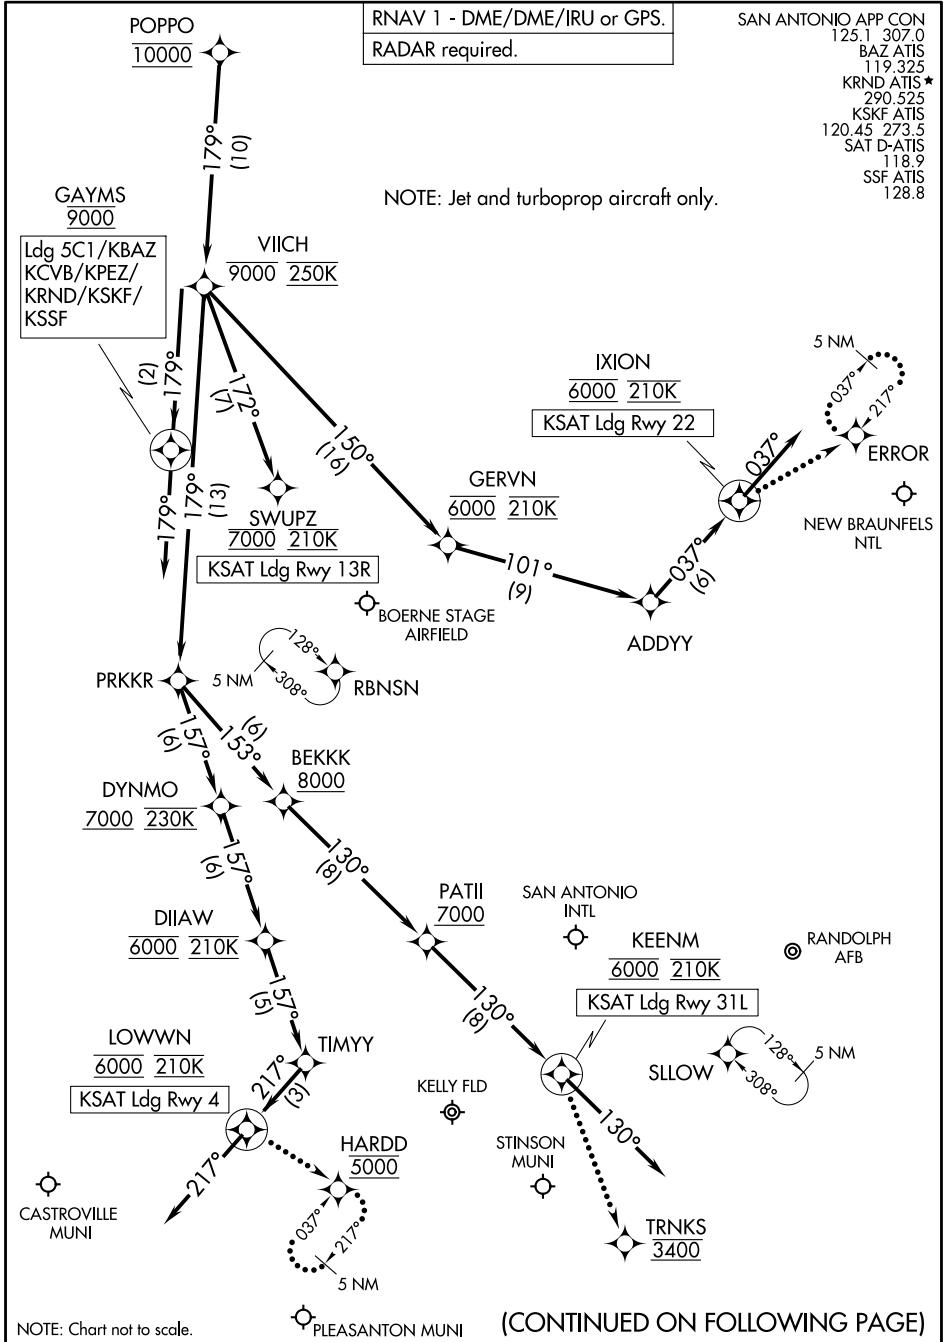 RNAV 1 - DME/DME/IRU or GPS.
RADAR required.
SAN ANTONIO APP CON
125.1 307.0
BAZ ATIS
119.325
KRND ATIS★
290.525
KSKF ATIS
120.45 273.5
SAT D-ATIS
118.9
SSF ATIS
128.8
POPPO
10000
179°
(10)
NOTE: Jet and turboprop aircraft only.
GAYMS
9000
Ldg 5C1/KBAZ
KCVB/KPEZ/
KRND/KSKF/
KSSF
VIICH
9000 250K
179°
(2)
179°
(13)
179°
172°
(7)
150°
(16)
SWUPZ
7000 210K
KSAT Ldg Rwy 13R
GERVN
6000 210K
101°
(9)
ADDYY
037°
(6)
IXION
6000 210K
KSAT Ldg Rwy 22
037°
5 NM
037°
217°
ERROR
NEW BRAUNFELS
NTL
BOERNE STAGE
AIRFIELD
PRKKR
5 NM
128°
308°
RBNSN
157°
(6)
153°
(6)
DYNMO
7000 230K
BEKKK
8000
157°
(6)
130°
(8)
DIIAW
6000 210K
PATII
7000
SAN ANTONIO
INTL
RANDOLPH
AFB
157°
(5)
130°
(8)
KEENM
6000 210K
KSAT Ldg Rwy 31L
LOWWN
6000 210K
KSAT Ldg Rwy 4
TIMYY
217°
(3)
217°
KELLY FLD
SLLOW
128°
308°
5 NM
130°
STINSON
MUNI
HARDD
5000
037°
217°
5 NM
CASTROVILLE
MUNI
TRNKS
3400
PLEASANTON MUNI
NOTE: Chart not to scale.
(CONTINUED ON FOLLOWING PAGE)